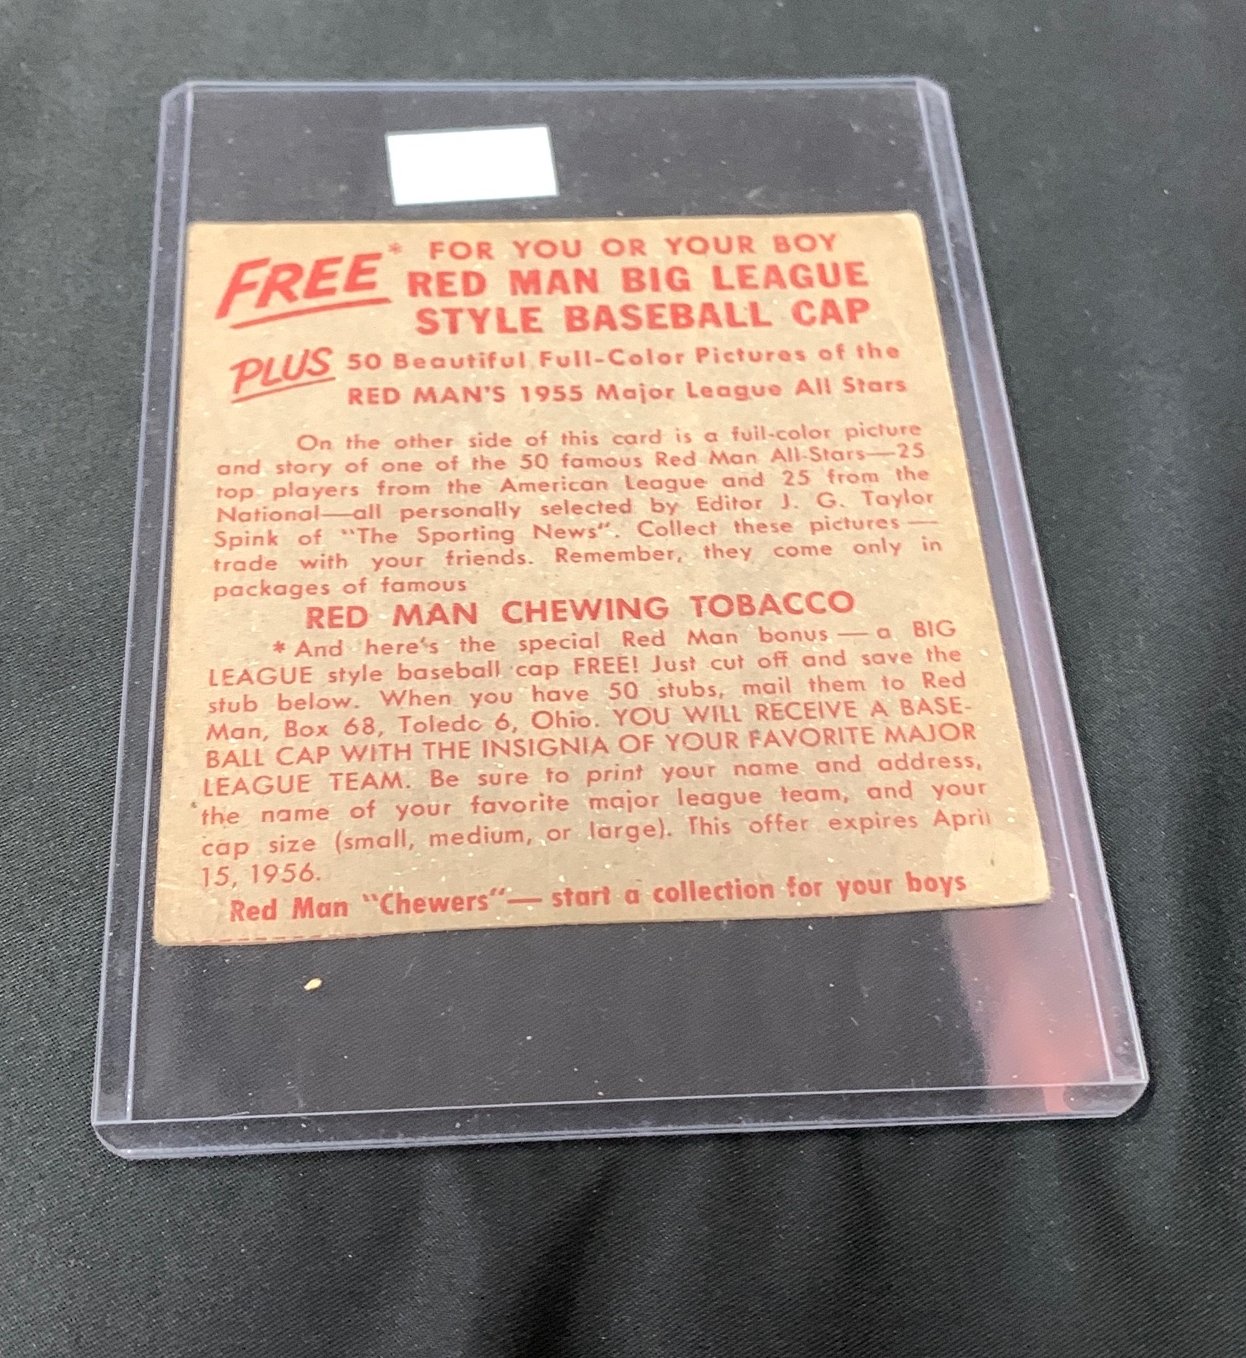 FREE* FOR YOU OR YOUR BOY
RED MAN BIG LEAGUE
STYLE BASEBALL CAP
PLUS 50 Beautiful Full-Color Pictures of the
RED MAN'S 1955 Major League All Stars
On the other side of this card is a full-color picture
and story of one of the 50 famous Red Man All-Stars—25
top players from the American League and 25 from the
National—all personally selected by Editor J. G. Taylor
Spink of "The Sporting News". Collect these pictures—
trade with your friends. Remember, they come only in
packages of famous
RED MAN CHEWING TOBACCO
*And here's the special Red Man bonus—a BIG
LEAGUE style baseball cap FREE! Just cut off and save the
stub below. When you have 50 stubs, mail them to Red
Man, Box 68, Toledo 6, Ohio. YOU WILL RECEIVE A BASE-
BALL CAP WITH THE INSIGNIA OF YOUR FAVORITE MAJOR
LEAGUE TEAM. Be sure to print your name and address,
the name of your favorite major league team, and your
cap size (small, medium, or large). This offer expires April
15, 1956.
Red Man "Chewers"—start a collection for your boys